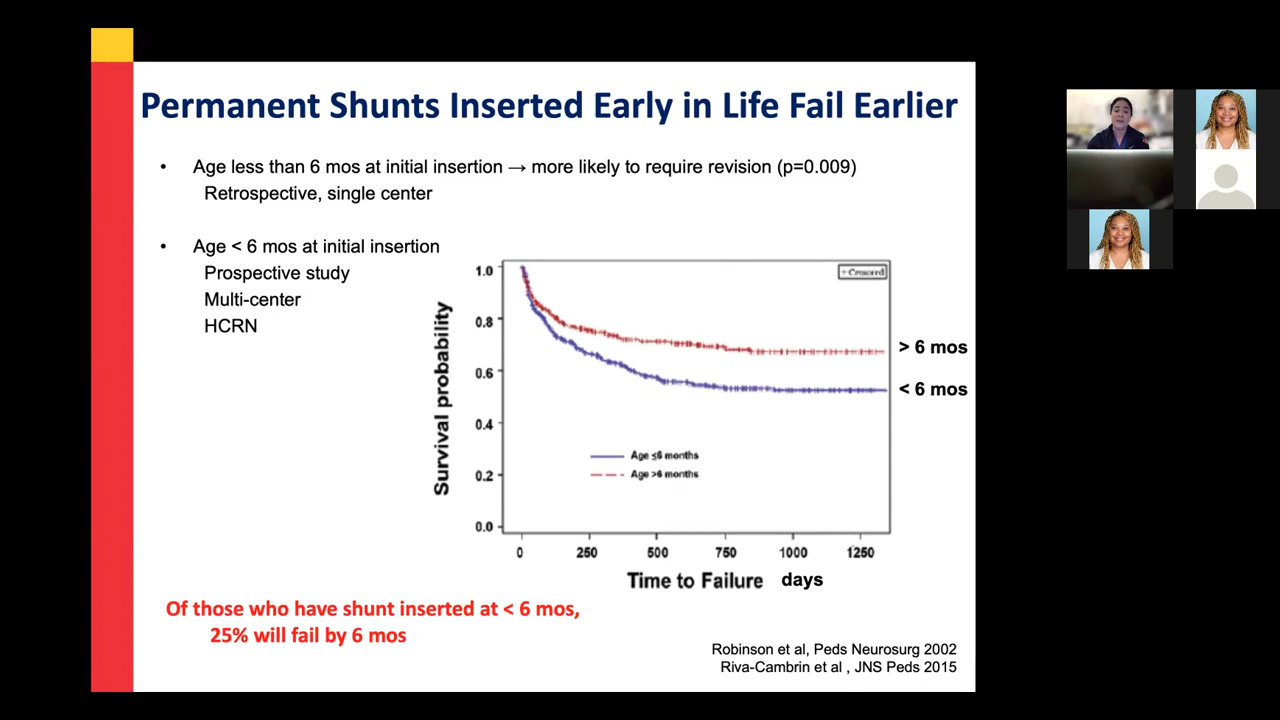 Permanent Shunts Inserted Early in Life Fail Earlier
• Age less than 6 mos at initial insertion → more likely to require revision (p=0.009)
Retrospective, single center
• Age < 6 mos at initial insertion
Prospective study
Multi-center
HCRN
+ Censored
1.0
0.8
0.6
0.4
0.2
0.0
Survival probability
> 6 mos
< 6 mos
Age ≤6 months
Age >6 months
0 250 500 750 1000 1250
Time to Failure days
Of those who have shunt inserted at < 6 mos,
25% will fail by 6 mos
Robinson et al, Peds Neurosurg 2002
Riva-Cambrin et al , JNS Peds 2015